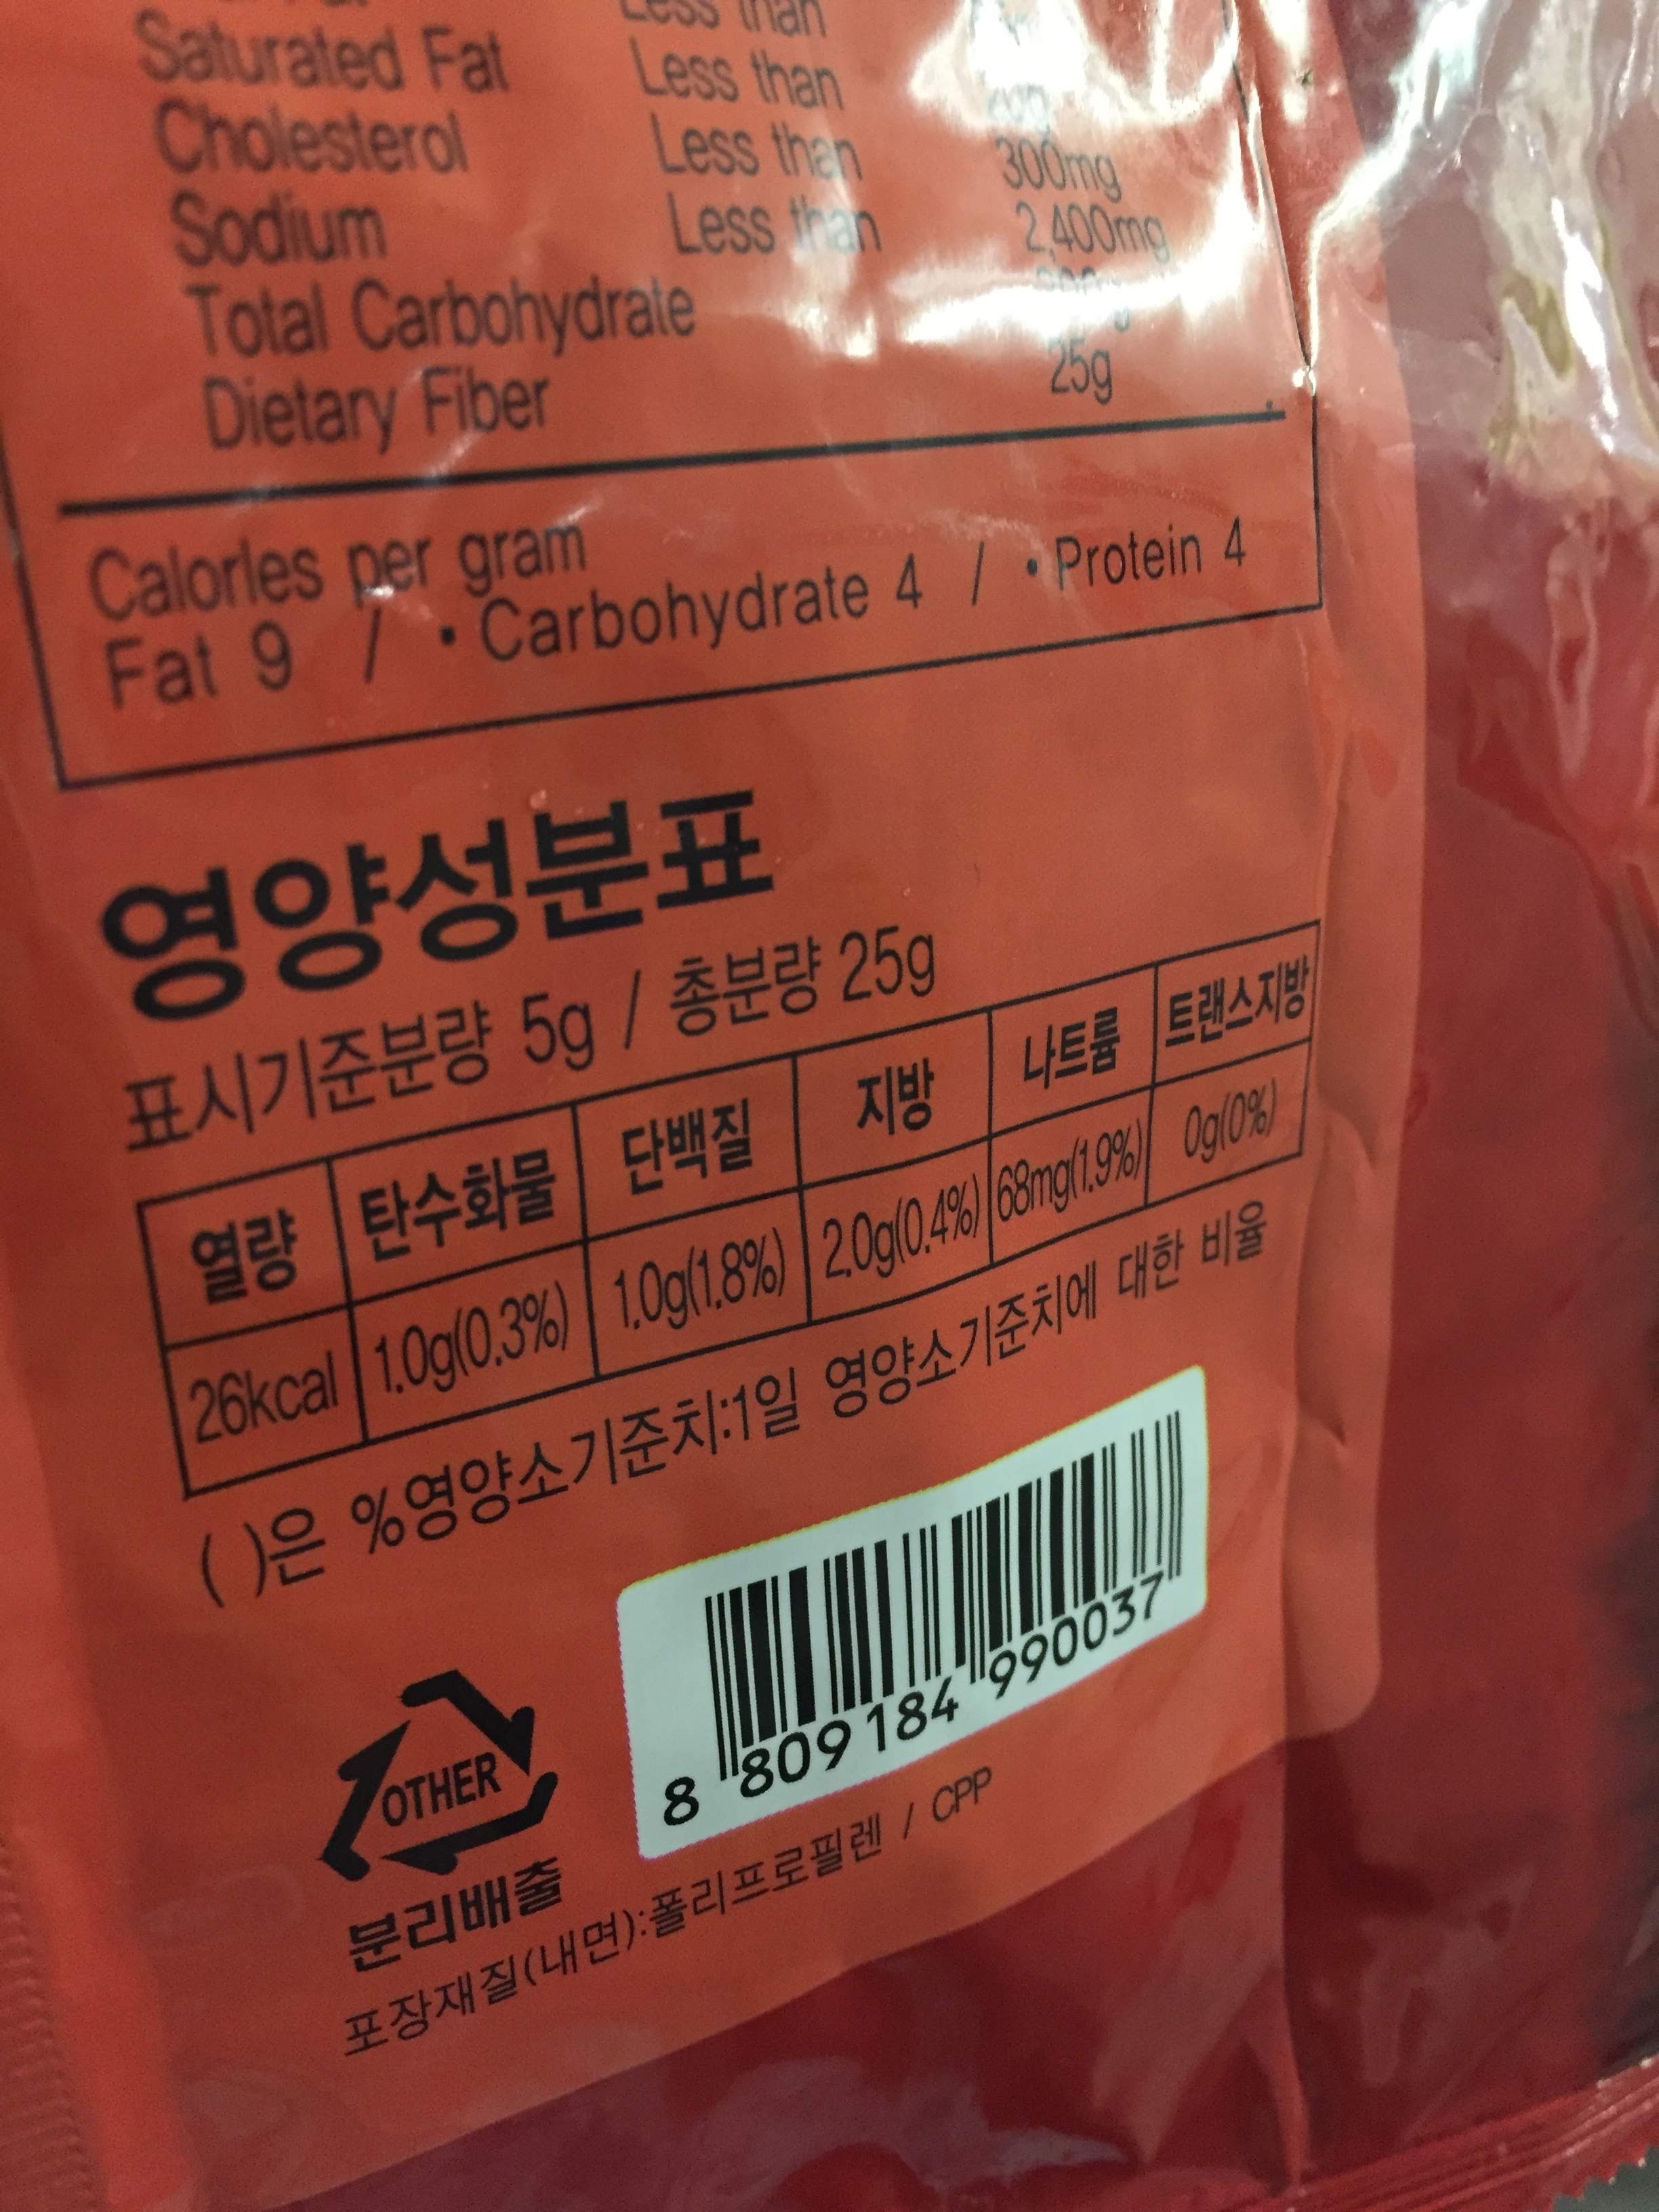 Less than
Saturated Fat Less than
Cholesterol Less than 300mg
Sodium Less than 2,400mg
Total Carbohydrate
Dietary Fiber 25g
Calories per gram
Fat 9 / • Carbohydrate 4 / • Protein 4
영양성분표
표시기준분량 5g / 총분량 25g
열량 탄수화물 단백질 지방 나트륨 트랜스지방
26kcal 1.0g(0.3%) 1.0g(1.8%) 2.0g(0.4%) 68mg(1.9%) 0g(0%)
( )은 %영양소기준치:1일 영양소기준치에 대한 비율
8 809184 990037
OTHER
분리배출
포장재질(내면):폴리프로필렌 / CPP